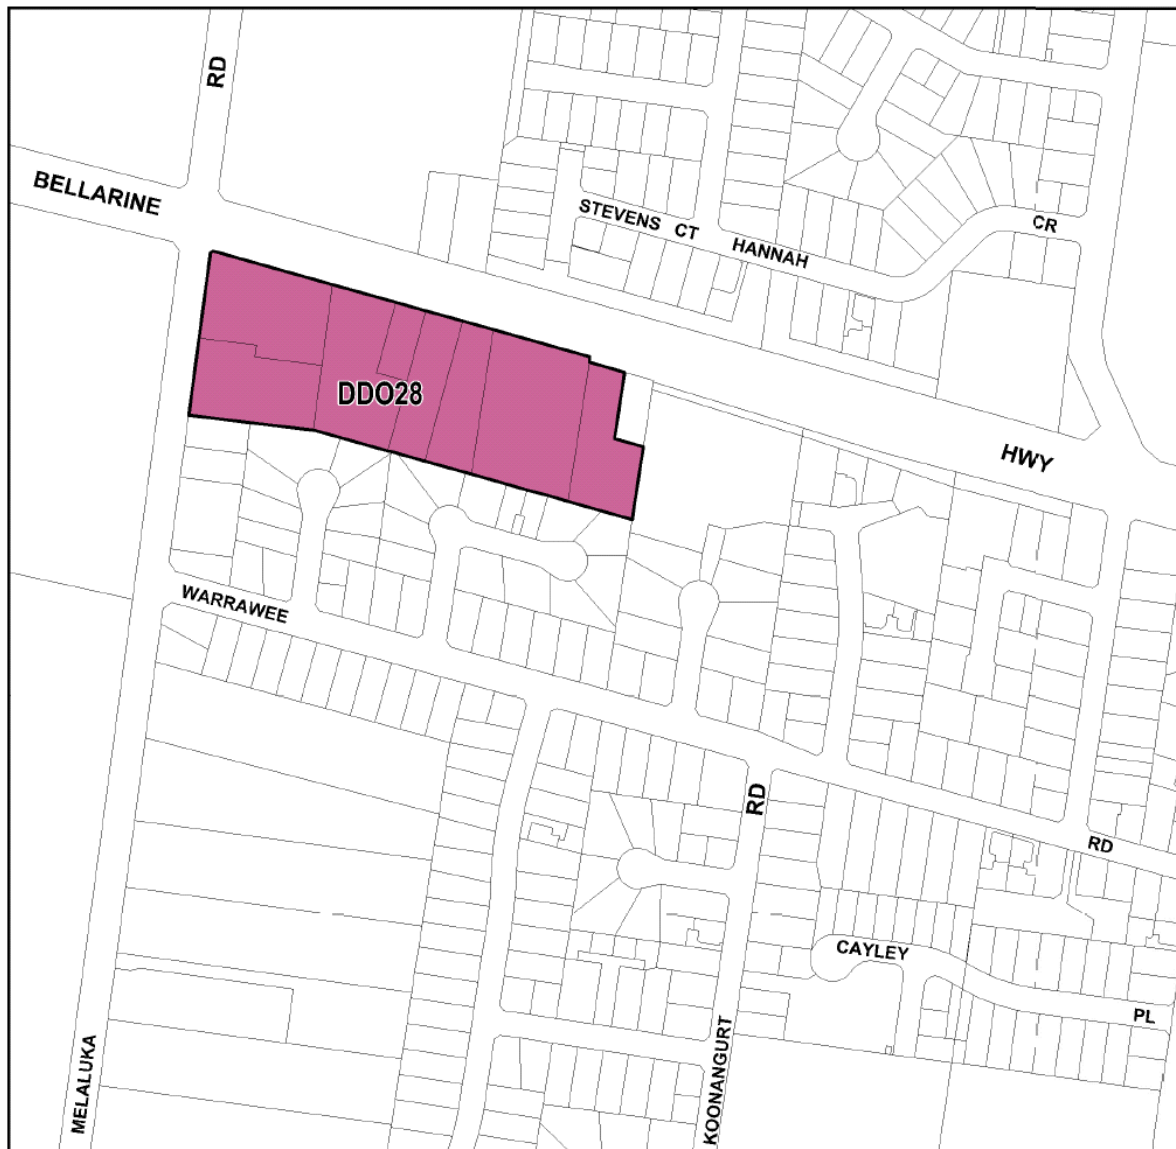 RD
BELLARINE
STEVENS CT
HANNAH
CR
DDO28
HWY
WARRAWEE
RD
RD
CAYLEY
PL
KOONANGURT
MELALUKA